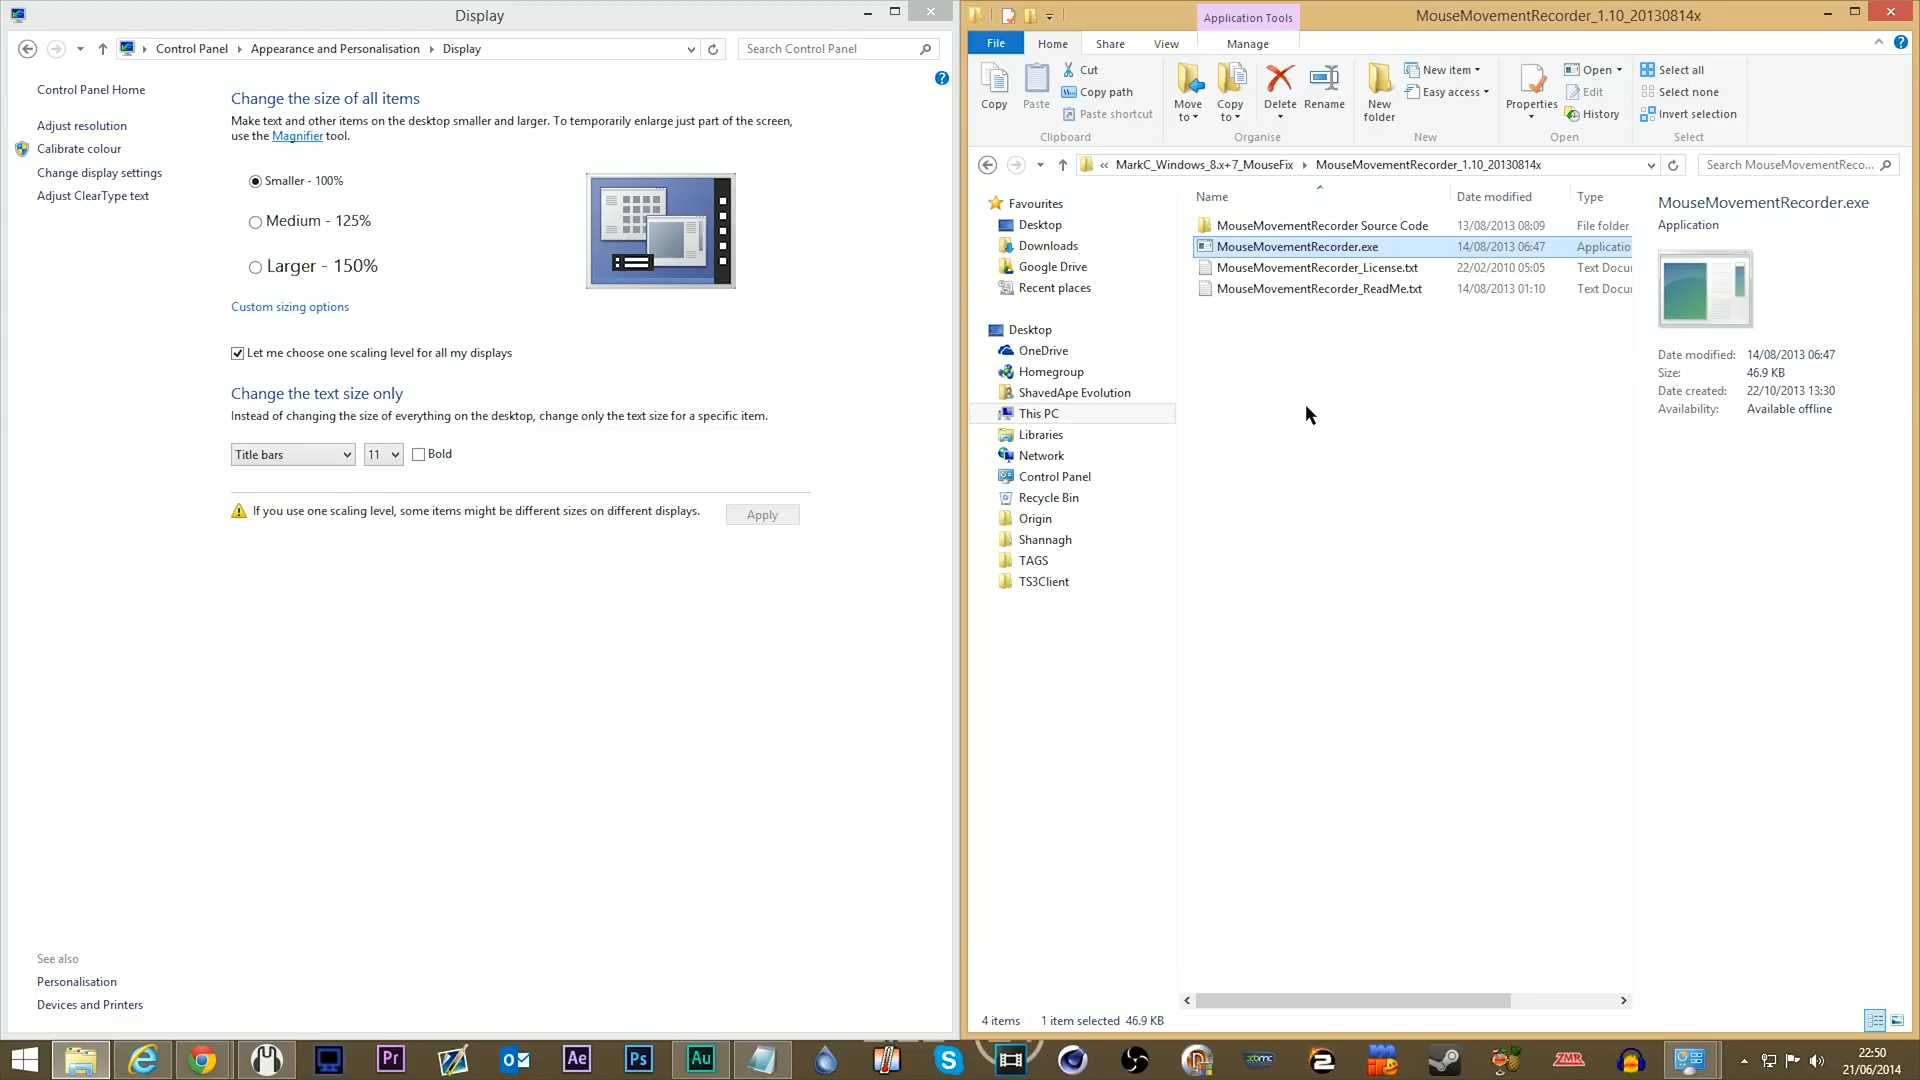 Display
Control Panel
Appearance and Personalisation
Display
Search Control Panel
Control Panel Home
Adjust resolution
Calibrate colour
Change display settings
Adjust ClearType text
Change the size of all items
Make text and other items on the desktop smaller and larger. To temporarily enlarge just part of the screen,
use the Magnifier tool.
Smaller - 100%
Medium - 125%
Larger - 150%
Custom sizing options
Let me choose one scaling level for all my displays
Change the text size only
Instead of changing the size of everything on the desktop, change only the text size for a specific item.
Title bars
11
Bold
If you use one scaling level, some items might be different sizes on different displays.
Apply
See also
Personalisation
Devices and Printers
Application Tools
MouseMovementRecorder_1.10_20130814x
File
Home
Share
View
Manage
Copy
Paste
Cut
Copy path
Paste shortcut
Clipboard
Move
to
Copy
to
Delete
Rename
Organise
New
folder
New item
Easy access
New
Properties
Open
Edit
History
Open
Select all
Select none
Invert selection
Select
« MarkC_Windows_8.x+7_MouseFix
MouseMovementRecorder_1.10_20130814x
Search MouseMovementReco...
Favourites
Desktop
Downloads
Google Drive
Recent places
Desktop
OneDrive
Homegroup
ShavedApe Evolution
This PC
Libraries
Network
Control Panel
Recycle Bin
Origin
Shannagh
TAGS
TS3Client
Name
Date modified
Type
MouseMovementRecorder Source Code
13/08/2013 08:09
File folder
MouseMovementRecorder.exe
14/08/2013 06:47
Applicatio
MouseMovementRecorder_License.txt
22/02/2010 05:05
Text Docu
MouseMovementRecorder_ReadMe.txt
14/08/2013 01:10
Text Docu
MouseMovementRecorder.exe
Application
Date modified: 14/08/2013 06:47
Size: 46.9 KB
Date created: 22/10/2013 13:30
Availability: Available offline
4 items
1 item selected 46.9 KB
Pr
Ae
Ps
Au
xbmc
2
ZMR
22:50
21/06/2014